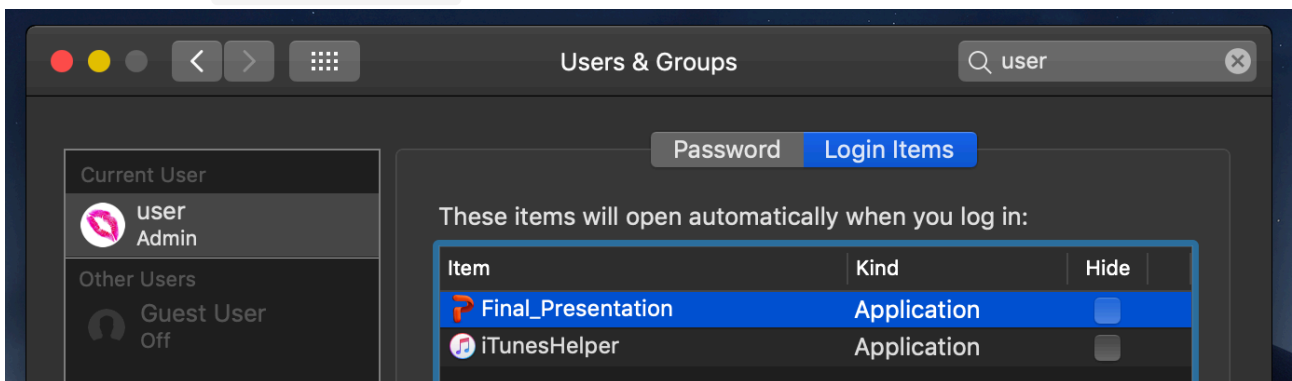 Users & Groups
user
Password Login Items
Current User
user
Admin
Other Users
Guest User
Off
These items will open automatically when you log in:
Item Kind Hide
Final_Presentation Application
iTunesHelper Application